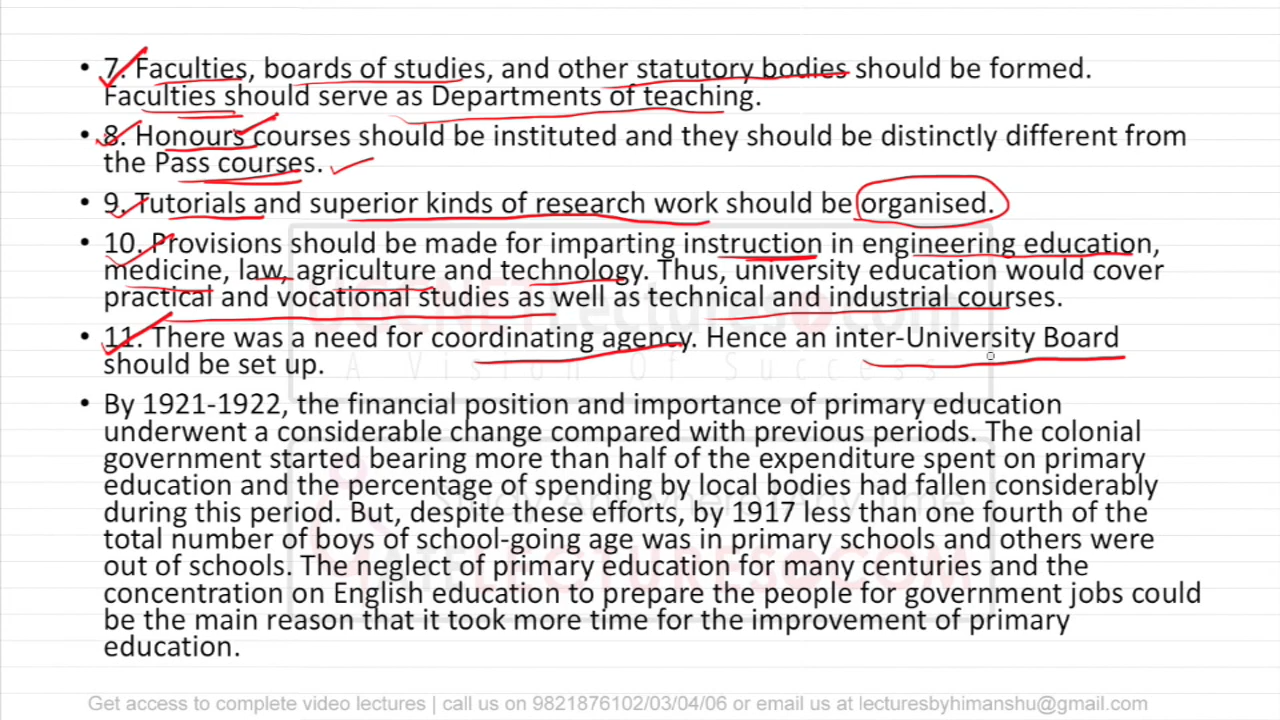 • 7. Faculties, boards of studies, and other statutory bodies should be formed.
Faculties should serve as Departments of teaching.
• 8. Honours courses should be instituted and they should be distinctly different from
the Pass courses.
• 9. Tutorials and superior kinds of research work should be organised.
• 10. Provisions should be made for imparting instruction in engineering education,
medicine, law, agriculture and technology. Thus, university education would cover
practical and vocational studies as well as technical and industrial courses.
• 11. There was a need for coordinating agency. Hence an inter-University Board
should be set up.
A Vision Of Success
• By 1921-1922, the financial position and importance of primary education
underwent a considerable change compared with previous periods. The colonial
government started bearing more than half of the expenditure spent on primary
education and the percentage of spending by local bodies had fallen considerably
during this period. But, despite these efforts, by 1917 less than one fourth of the
total number of boys of school-going age was in primary schools and others were
out of schools. The neglect of primary education for many centuries and the
concentration on English education to prepare the people for government jobs could
be the main reason that it took more time for the improvement of primary
education.
Get access to complete video lectures | call us on 9821876102/03/04/06 or email us at lecturesbyhimanshu@gmail.com